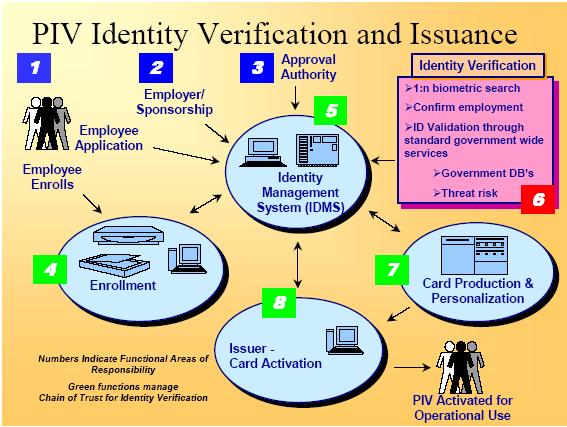 PIV Identity Verification and Issuance
1
2
3
Approval
Authority
Employer/
Sponsorship
Employee
Application
Employee
Enrolls
Identity Verification
➢1:n biometric search
➢Confirm employment
➢ID Validation through
standard government wide
services
➢Government DB's
➢Threat risk
6
5
Identity
Management
System (IDMS)
4
Enrollment
7
Card Production &
Personalization
8
Issuer -
Card Activation
Numbers Indicate Functional Areas of
Responsibility
Green functions manage
Chain of Trust for Identity Verification
PIV Activated for
Operational Use